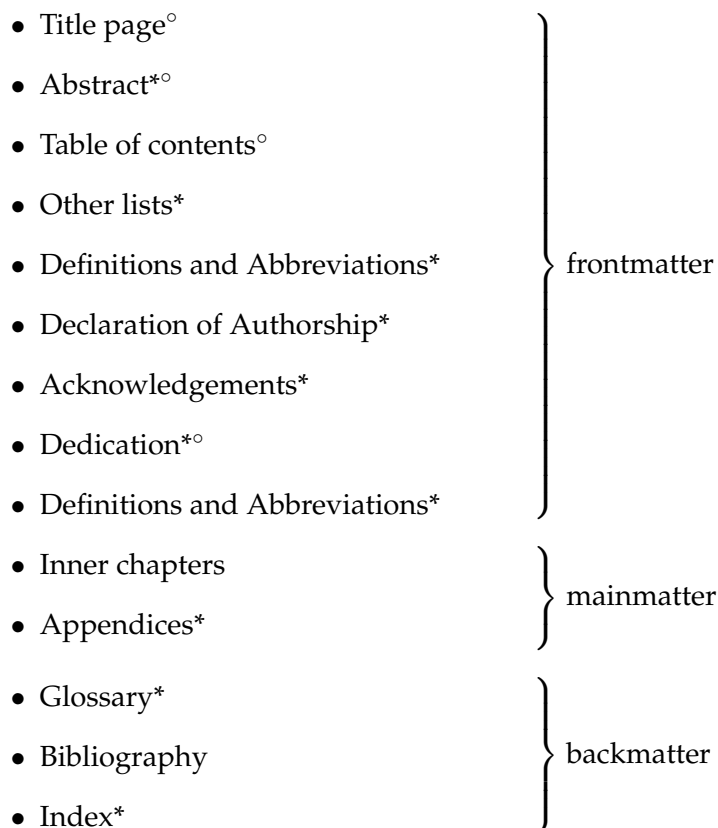 • Title page°
• Abstract*°
• Table of contents°
• Other lists*
• Definitions and Abbreviations* frontmatter
• Declaration of Authorship*
• Acknowledgements*
• Dedication*°
• Definitions and Abbreviations*
• Inner chapters
mainmatter
• Appendices*
• Glossary*
• Bibliography backmatter
• Index*